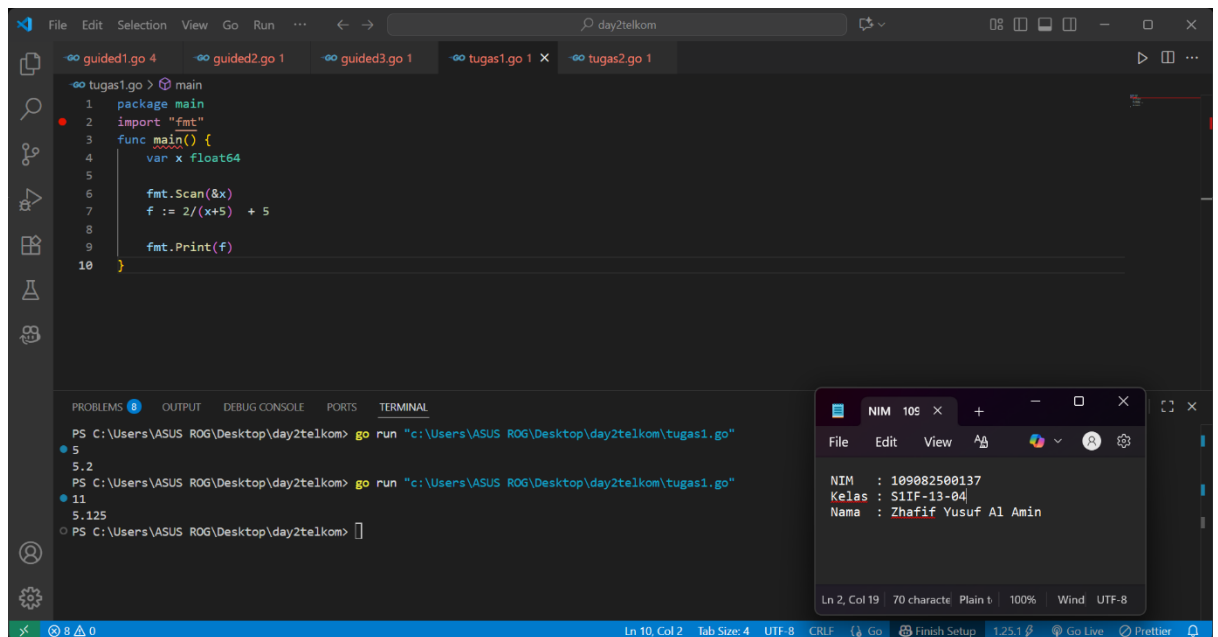 File Edit Selection View Go Run ... day2telkom
guided1.go 4 guided2.go 1 guided3.go 1 tugas1.go 1 tugas2.go 1
tugas1.go > main
1 package main
2 import "fmt"
3 func main() {
4 var x float64
5
6 fmt.Scan(&x)
7 f := 2/(x+5)  + 5
8
9 fmt.Print(f)
10 }
PROBLEMS 8 OUTPUT DEBUG CONSOLE PORTS TERMINAL
PS C:\Users\ASUS ROG\Desktop\day2telkom> go run "c:\Users\ASUS ROG\Desktop\day2telkom\tugas1.go"
5
5.2
PS C:\Users\ASUS ROG\Desktop\day2telkom> go run "c:\Users\ASUS ROG\Desktop\day2telkom\tugas1.go"
11
5.125
PS C:\Users\ASUS ROG\Desktop\day2telkom>
NIM 109
File Edit View
NIM : 109082500137
Kelas : S1IF-13-04
Nama : Zhafif Yusuf Al Amin
Ln 2, Col 19 70 characte Plain t 100% Wind UTF-8
8 0 Ln 10, Col 2 Tab Size: 4 UTF-8 CRLF {} Go Finish Setup 1.25.1 Go Live Prettier